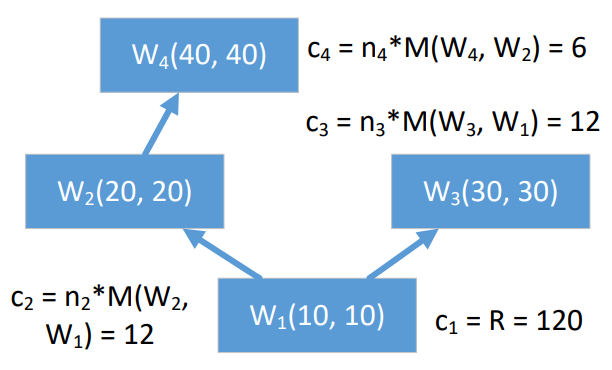 W₄(40, 40)
c₄ = n₄*M(W₄, W₂) = 6
c₃ = n₃*M(W₃, W₁) = 12
W₂(20, 20)
W₃(30, 30)
c₂ = n₂*M(W₂,
W₁) = 12
W₁(10, 10)
c₁ = R = 120